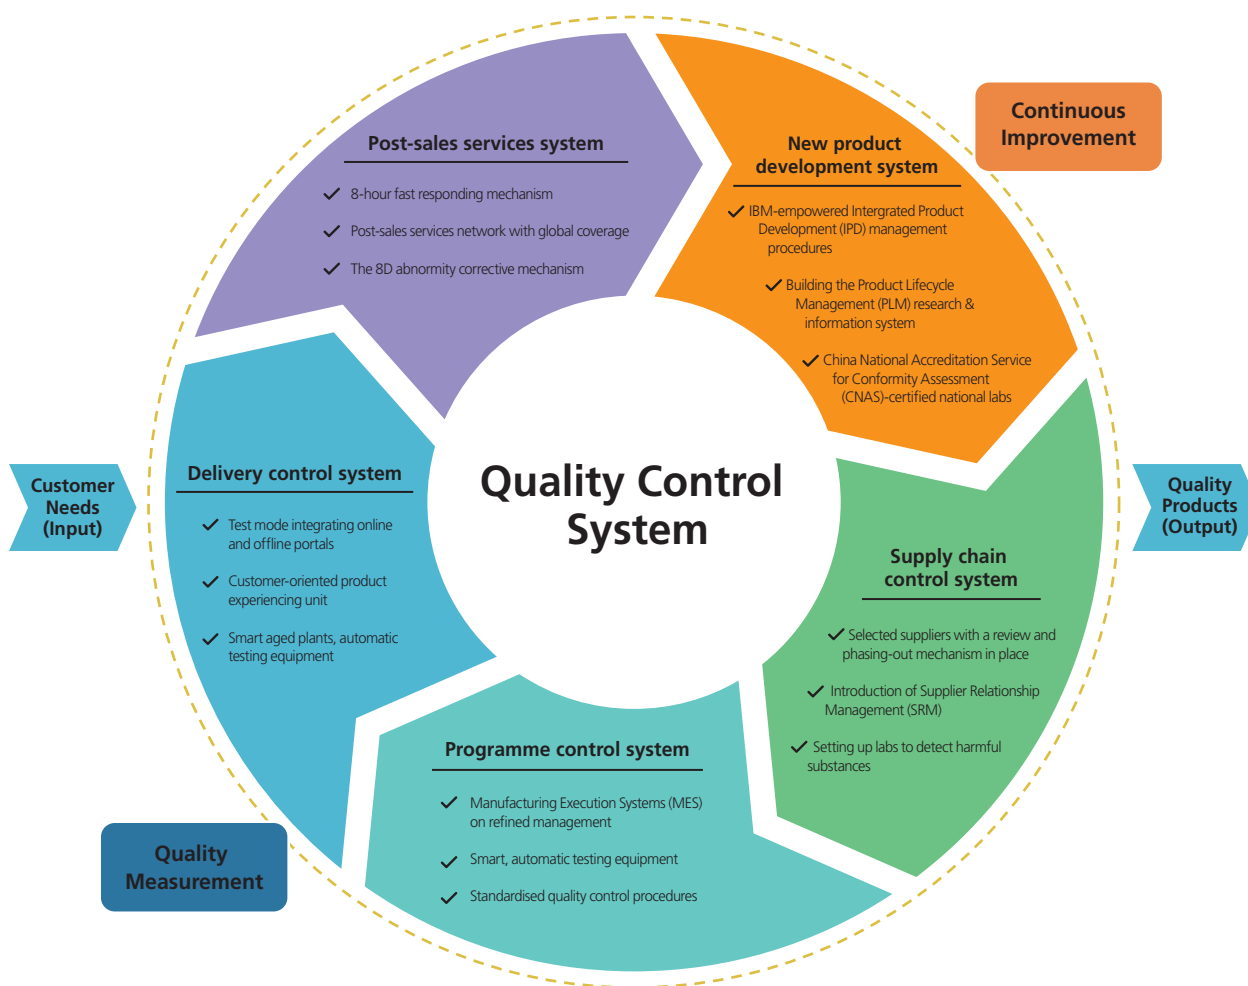 Continuous
Improvement
Post-sales services system
8-hour fast responding mechanism
Post-sales services network with global coverage
The 8D abnormity corrective mechanism
New product
development system
IBM-empowered Intergrated Product
Development (IPD) management
procedures
Building the Product Lifecycle
Management (PLM) research &
information system
China National Accreditation Service
for Conformity Assessment
(CNAS)-certified national labs
Customer
Needs
(Input)
Delivery control system
Test mode integrating online
and offline portals
Customer-oriented product
experiencing unit
Smart aged plants, automatic
testing equipment
Quality Control
System
Quality
Products
(Output)
Supply chain
control system
Selected suppliers with a review and
phasing-out mechanism in place
Introduction of Supplier Relationship
Management (SRM)
Setting up labs to detect harmful
substances
Programme control system
Manufacturing Execution Systems (MES)
on refined management
Smart, automatic testing equipment
Standardised quality control procedures
Quality
Measurement